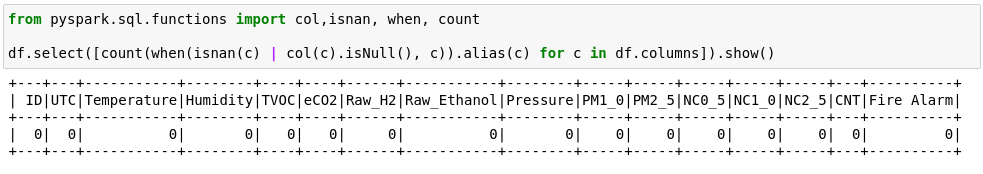 from pyspark.sql.functions import col,isnan, when, count
df.select([count(when(isnan(c) | col(c).isNull(), c)).alias(c) for c in df.columns]).show()
+---+---+-----------+--------+----+----+------+-----------+--------+-----+-----+-----+-----+-----+---+----------+
| ID|UTC|Temperature|Humidity|TVOC|eCO2|Raw_H2|Raw_Ethanol|Pressure|PM1_0|PM2_5|NC0_5|NC1_0|NC2_5|CNT|Fire Alarm|
+---+---+-----------+--------+----+----+------+-----------+--------+-----+-----+-----+-----+-----+---+----------+
|  0|  0|          0|       0|   0|   0|     0|          0|       0|    0|    0|    0|    0|    0|  0|         0|
+---+---+-----------+--------+----+----+------+-----------+--------+-----+-----+-----+-----+-----+---+----------+